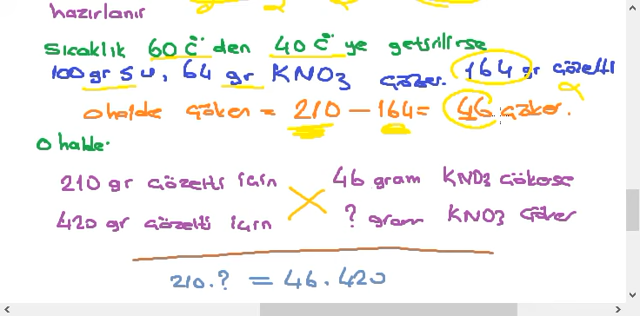 hazırlanır
Sıcaklık 60 C° den 40 C° ye getirilirse
100 gr su, 64 gr KNO3 çözer. 164 gr çözelti
O halde çöken = 210 - 164 = 46 çöker.
O halde
210 gr çözelti için 46 gram KNO3 çökerse
420 gr çözelti için ? gram KNO3 çöker
210.? = 46.420